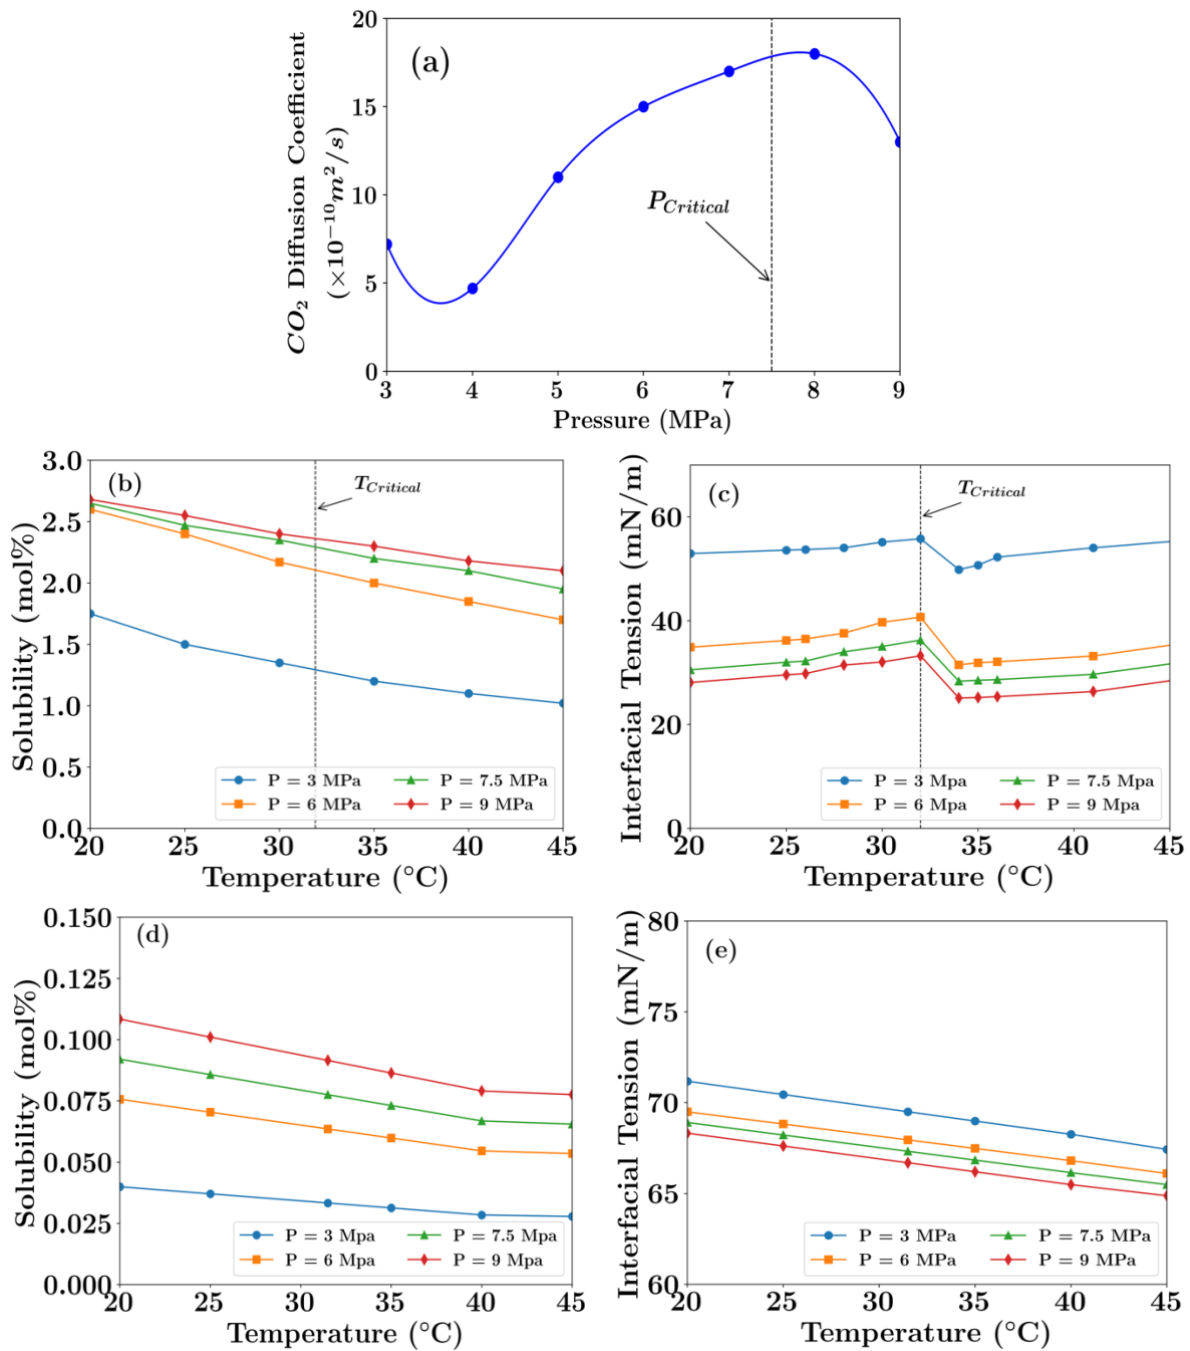 (a)
CO2 Diffusion Coefficient
(×10−10m2/s)
20
15
10
5
0
PCritical
3 4 5 6 7 8 9
Pressure (MPa)
(b)
TCritical
Solubility (mol%)
3.0
2.5
2.0
1.5
1.0
0.5
0.0
P = 3 MPa
P = 6 MPa
P = 7.5 MPa
P = 9 MPa
20 25 30 35 40 45
Temperature (°C)
(c)
TCritical
Interfacial Tension (mN/m)
60
40
20
0
P = 3 Mpa
P = 6 Mpa
P = 7.5 Mpa
P = 9 Mpa
20 25 30 35 40 45
Temperature (°C)
(d)
Solubility (mol%)
0.150
0.125
0.100
0.075
0.050
0.025
0.000
P = 3 Mpa
P = 6 Mpa
P = 7.5 Mpa
P = 9 Mpa
20 25 30 35 40 45
Temperature (°C)
(e)
Interfacial Tension (mN/m)
80
75
70
65
60
P = 3 MPa
P = 6 MPa
P = 7.5 MPa
P = 9 MPa
20 25 30 35 40 45
Temperature (°C)